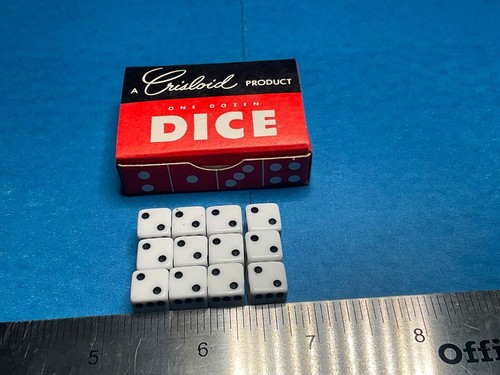 A Crisloid PRODUCT
ONE DOZEN
DICE
5 6 7 8
Offi